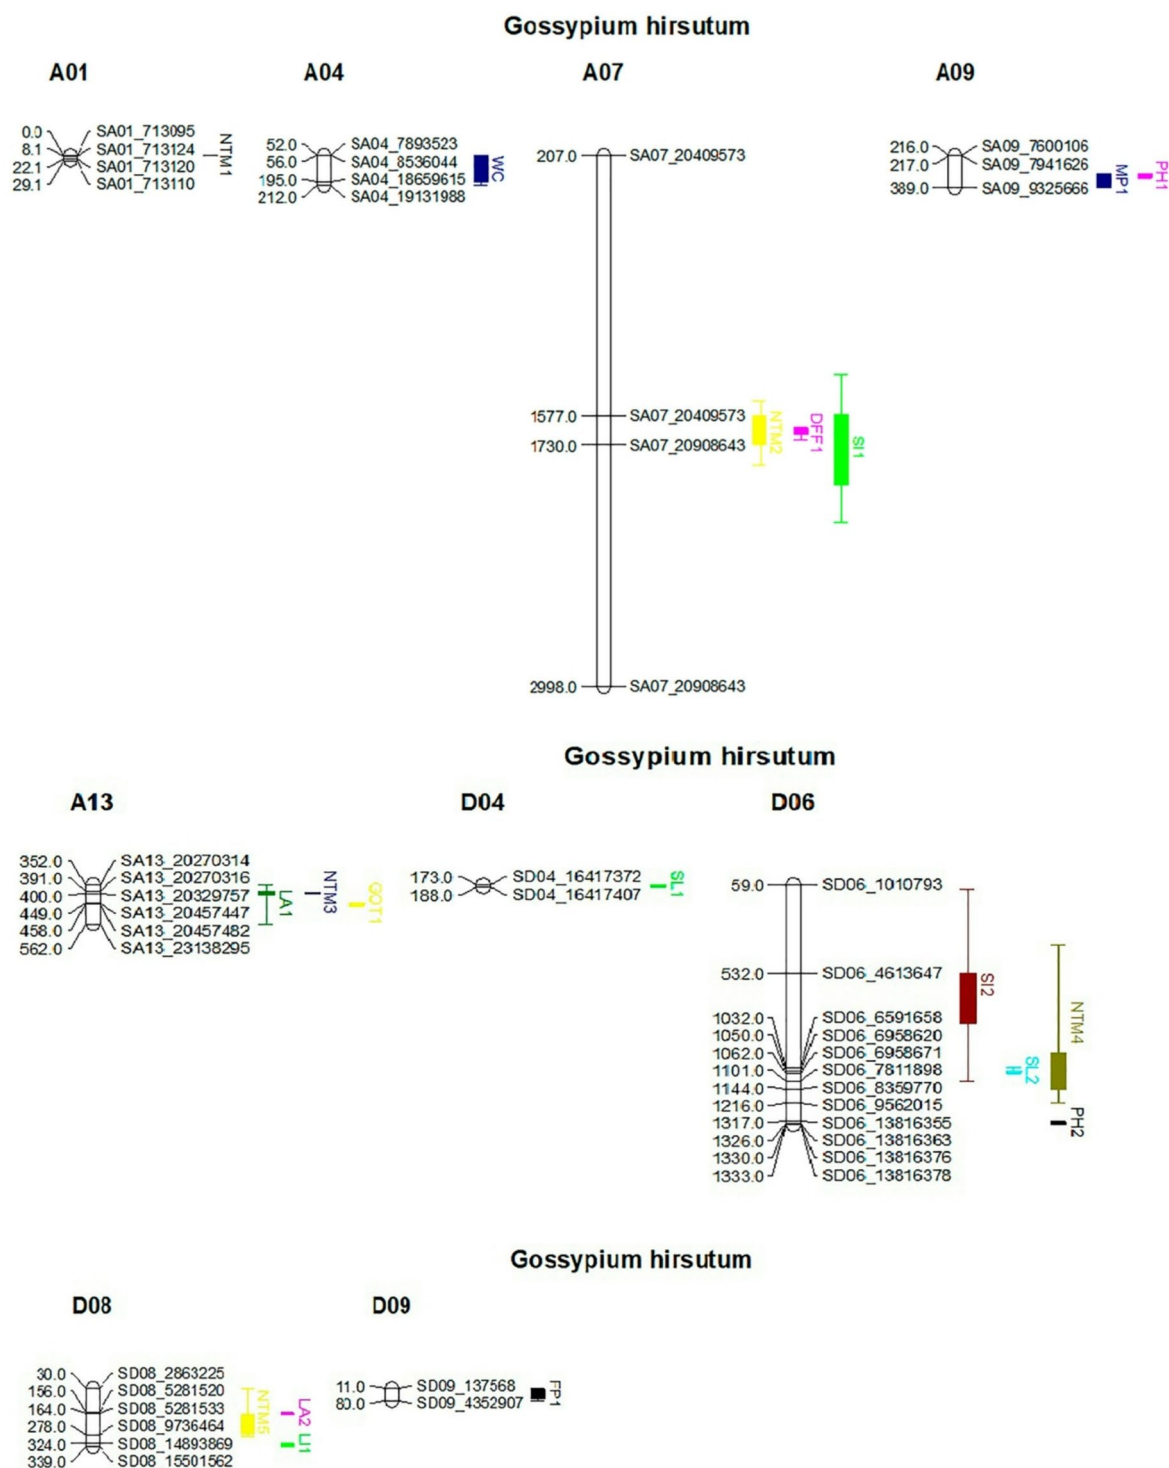 Gossypium hirsutum
A01
A04
A07
A09
0.0 SA01_713095
8.1 SA01_713124
22.1 SA01_713120
29.1 SA01_713110
NTM1
52.0 SA04_7893523
56.0 SA04_8536044
195.0 SA04_18659615
212.0 SA04_19131988
WC
207.0 SA07_20409573
1577.0 SA07_20409573
1730.0 SA07_20908643
2998.0 SA07_20908643
NTM2
DFF1
SI1
216.0 SA09_7600106
217.0 SA09_7941626
389.0 SA09_9325666
MP1
PH1
Gossypium hirsutum
A13
D04
D06
352.0 SA13_20270314
391.0 SA13_20270316
400.0 SA13_20329757
449.0 SA13_20457447
458.0 SA13_20457482
562.0 SA13_23138295
LA1
NTM3
GOT1
173.0 SD04_16417372
188.0 SD04_16417407
SL1
59.0 SD06_1010793
532.0 SD06_4613647
1032.0 SD06_6591658
1050.0 SD06_6958620
1062.0 SD06_6958671
1101.0 SD06_7811898
1144.0 SD06_8359770
1216.0 SD06_9562015
1317.0 SD06_13816355
1326.0 SD06_13816363
1330.0 SD06_13816376
1333.0 SD06_13816378
SI2
SL2
NTM4
PH2
Gossypium hirsutum
D08
D09
30.0 SD08_2863225
156.0 SD08_5281520
164.0 SD08_5281533
278.0 SD08_9736464
324.0 SD08_14893869
339.0 SD08_15501562
NTM5
LA2
LI1
11.0 SD09_137568
80.0 SD09_4352907
FP1